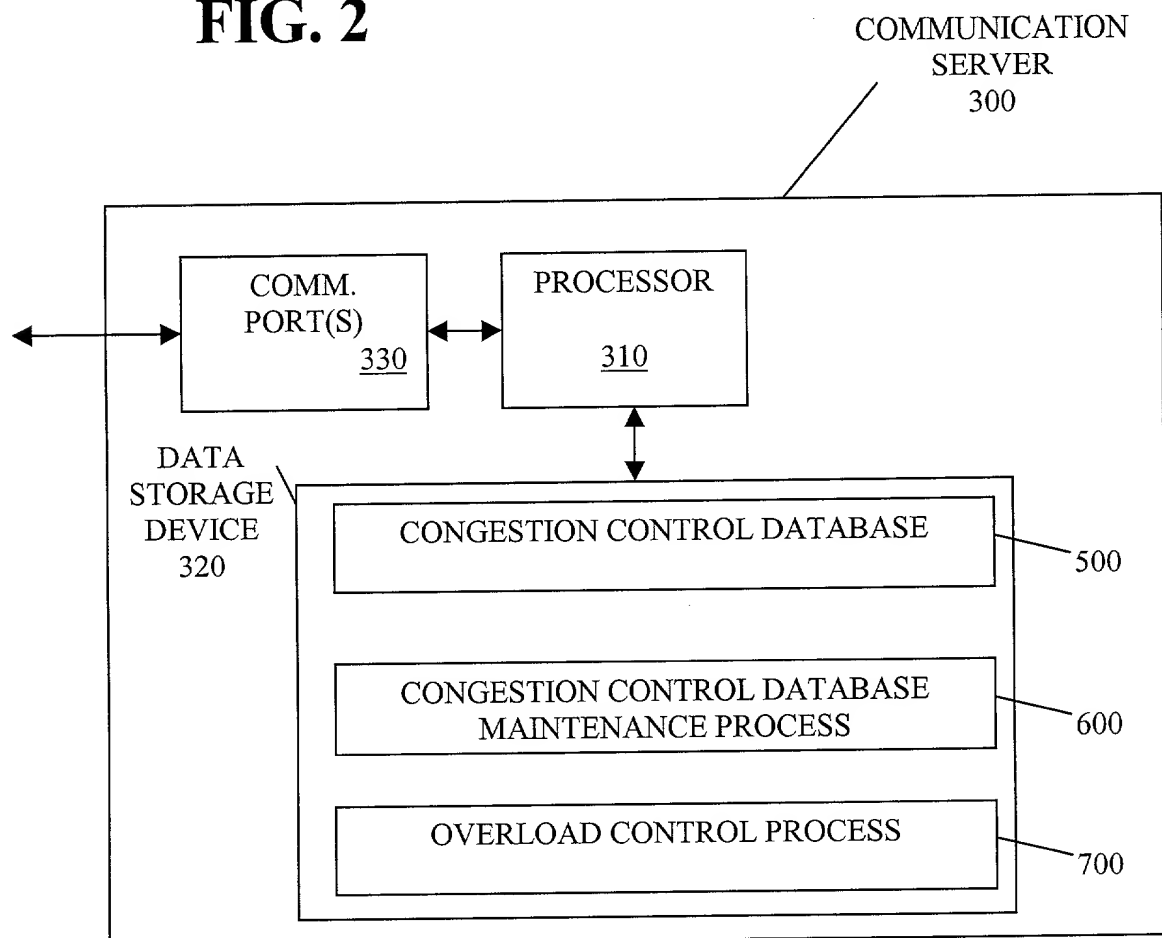 FIG. 2
COMMUNICATION
SERVER
300
COMM.
PORT(S)
330
PROCESSOR
310
DATA
STORAGE
DEVICE
320
CONGESTION CONTROL DATABASE
500
CONGESTION CONTROL DATABASE
MAINTENANCE PROCESS
600
OVERLOAD CONTROL PROCESS
700